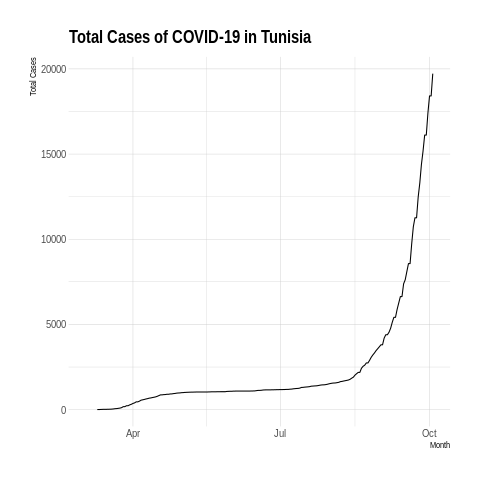 Total Cases of COVID-19 in Tunisia
Total Cases
20000
15000
10000
5000
0
Apr
Jul
Oct
Month